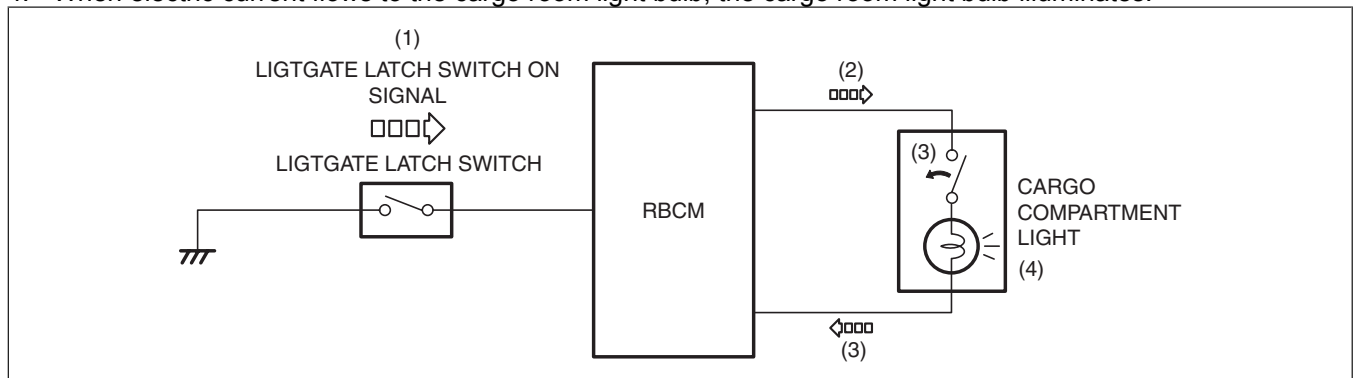 4. When electric current flows to the cargo room light bulb, the cargo room light bulb illuminates.
(1)
LIGTGATE LATCH SWITCH ON
SIGNAL
LIGTGATE LATCH SWITCH
RBCM
(2)
(3)
CARGO
COMPARTMENT
LIGHT
(4)
(3)